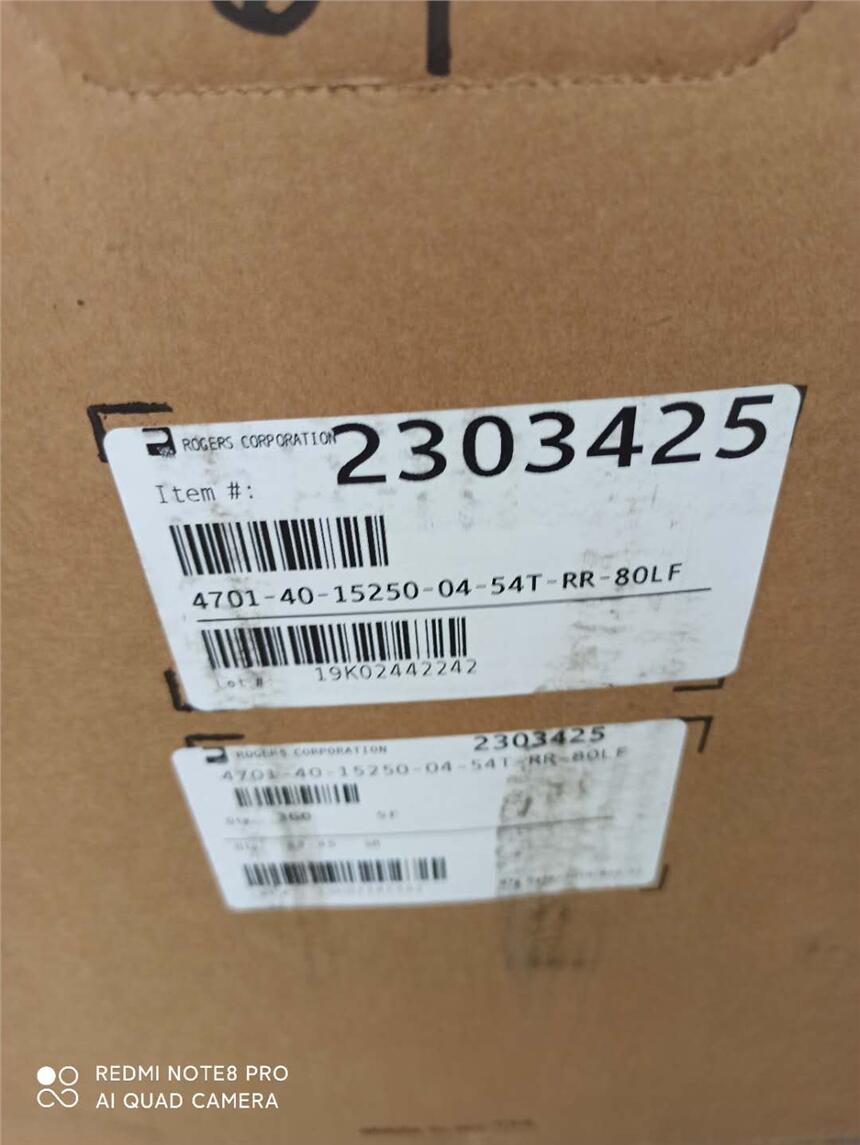 ROGERS CORPORATION
2303425
Item #:
4701-40-15250-04-54T-RR-80LF
Lot #
19K02442242
ROGERS CORPORATION
2303425
4701-40-15250-04-54T-RR-80LF
360 SF
REDMI NOTE8 PRO
AI QUAD CAMERA